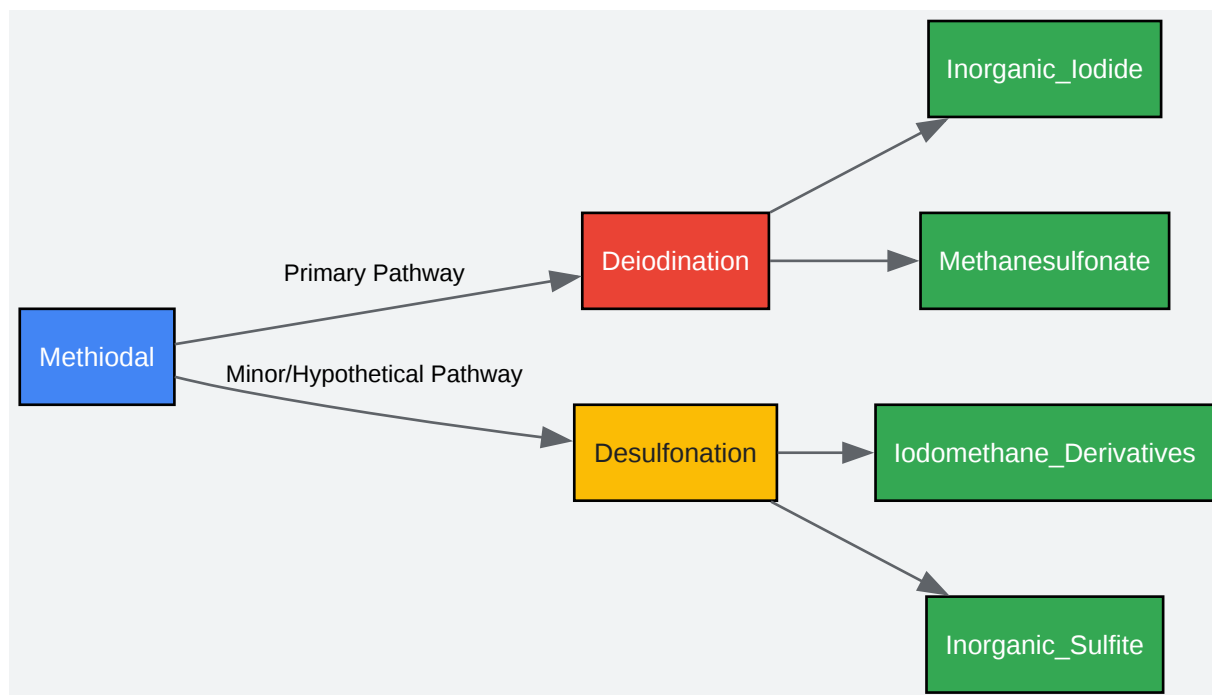 Inorganic_Iodide
Deiodination
Methanesulfonate
Primary Pathway
Methiodal
Minor/Hypothetical Pathway
Desulfonation
Iodomethane_Derivatives
Inorganic_Sulfite